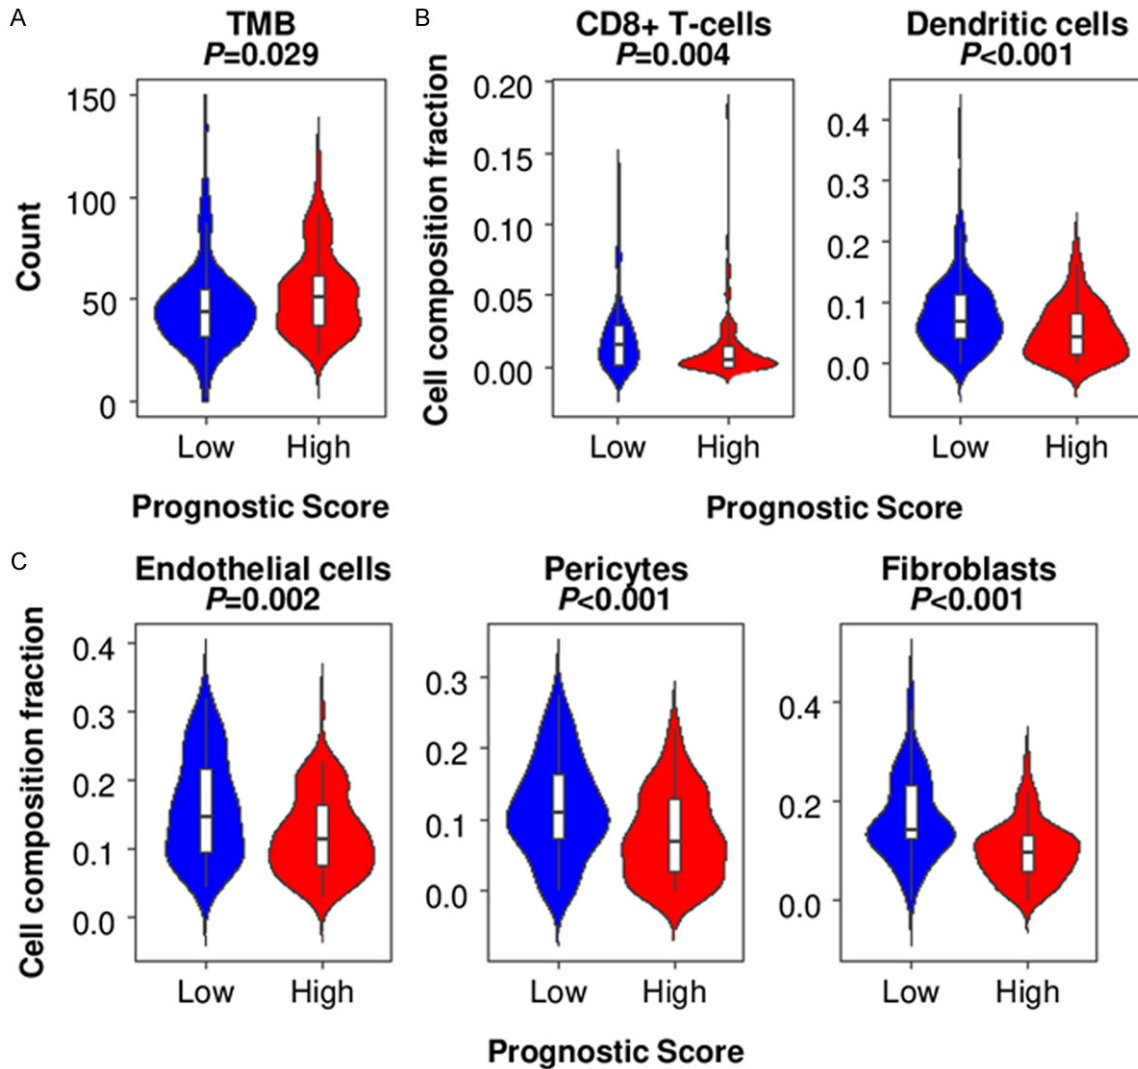 A
TMB
P=0.029
Count
150
100
50
0
Low High
Prognostic Score
B
CD8+ T-cells
P=0.004
Cell composition fraction
0.20
0.15
0.10
0.05
0.00
Low High
Dendritic cells
P<0.001
0.4
0.3
0.2
0.1
0.0
Low High
Prognostic Score
C
Endothelial cells
P=0.002
Cell composition fraction
0.4
0.3
0.2
0.1
0.0
Low High
Pericytes
P<0.001
0.3
0.2
0.1
0.0
Low High
Fibroblasts
P<0.001
0.4
0.2
0.0
Low High
Prognostic Score